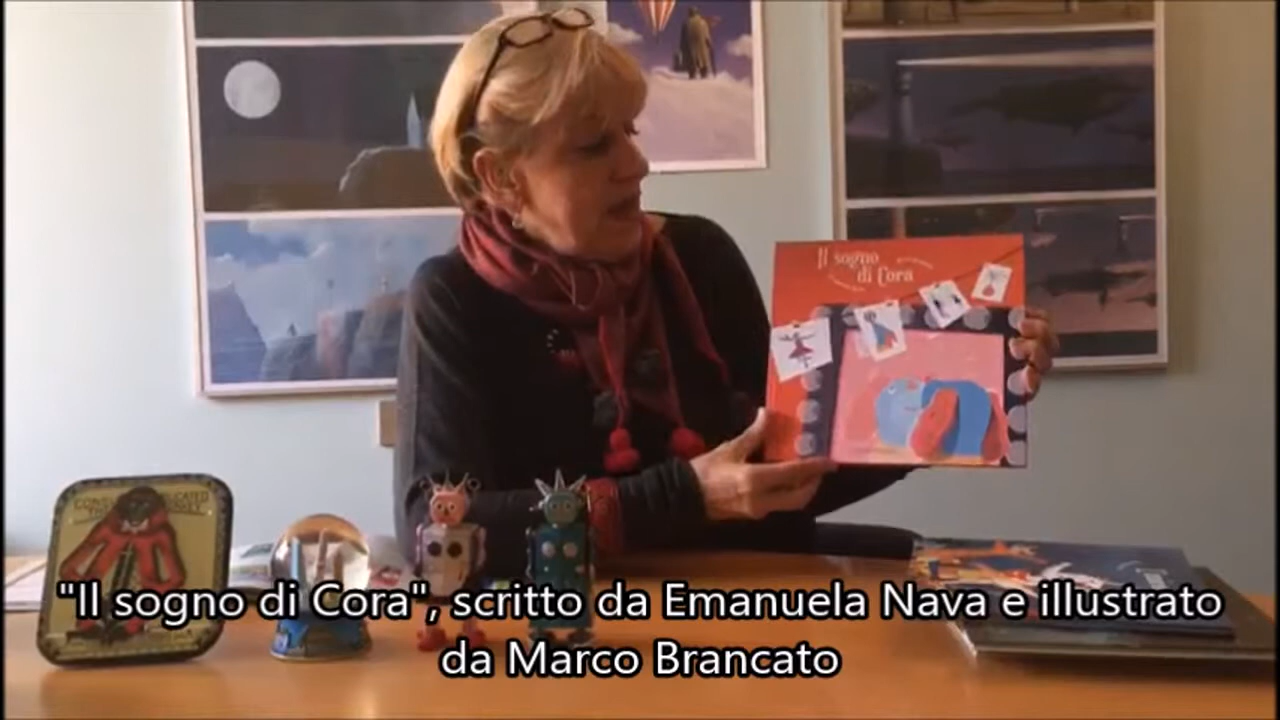 Il sogno
di Cora
"Il sogno di Cora", scritto da Emanuela Nava e illustrato
da Marco Brancato